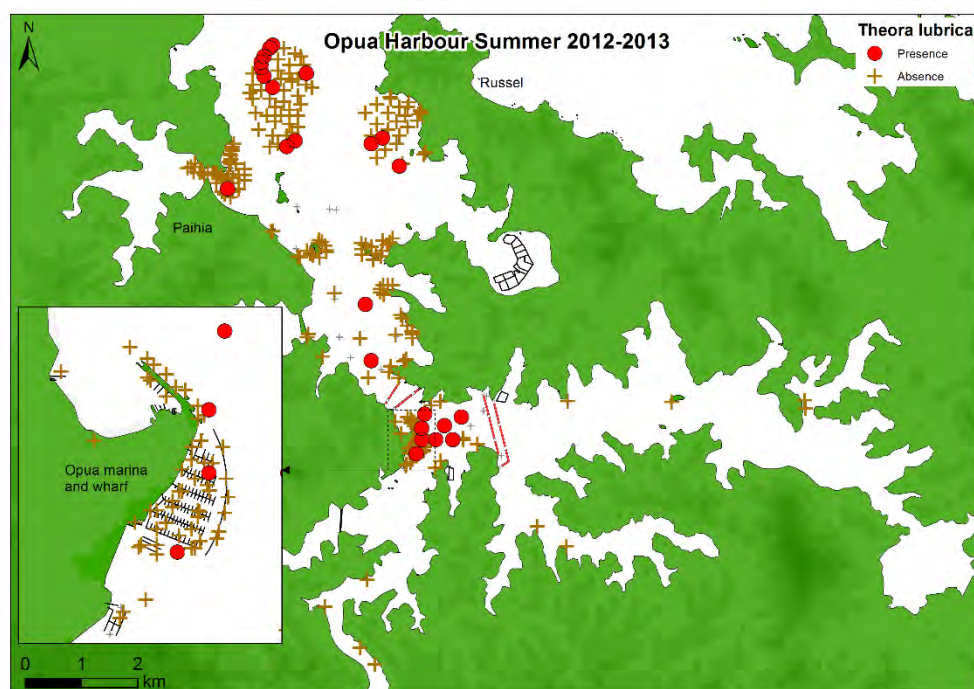 N
Opua Harbour Summer 2012-2013
Theora lubrica
Presence
Absence
Russel
Paihia
Opua marina
and wharf
0 1 2
km